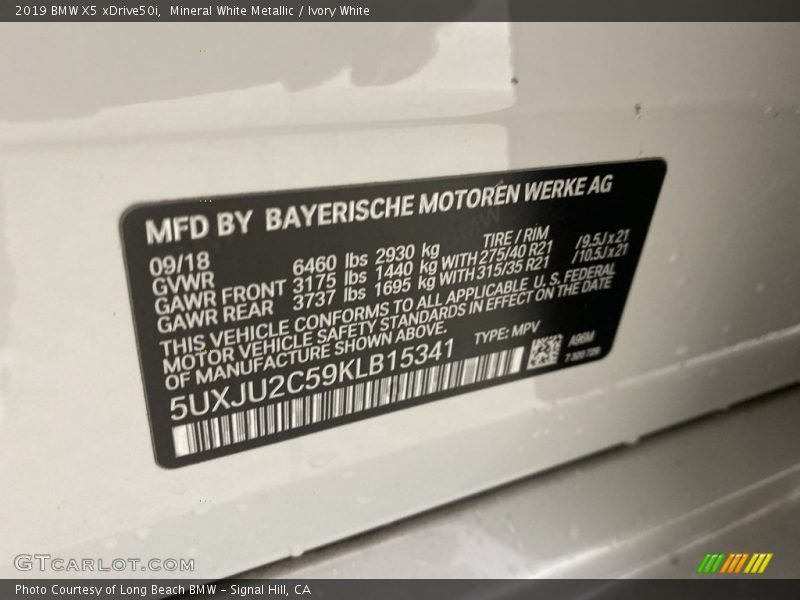 2019 BMW X5 xDrive50i,  Mineral White Metallic / Ivory White
MFD BY BAYERISCHE MOTOREN WERKE AG
09/18 TIRE / RIM
GVWR 6460 lbs 2930 kg
GAWR FRONT 3175 lbs 1440 kg WITH 275/40 R21 /9.5J x 21
GAWR REAR 3737 lbs 1695 kg WITH 315/35 R21 /10.5J x 21
THIS VEHICLE CONFORMS TO ALL APPLICABLE U.S. FEDERAL
MOTOR VEHICLE SAFETY STANDARDS IN EFFECT ON THE DATE
OF MANUFACTURE SHOWN ABOVE.
TYPE: MPV
5UXJU2C59KLB15341
A96M
GTCARLOT.COM
Photo Courtesy of Long Beach BMW – Signal Hill, CA